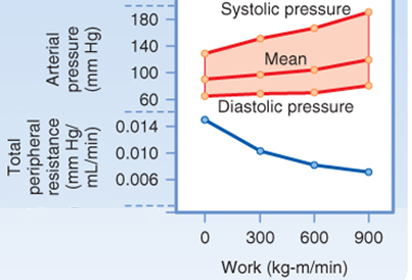 Systolic pressure
180
140
100
60
Arterial
pressure
(mm Hg)
Mean
Diastolic pressure
0.014
0.010
0.006
Total
peripheral
resistance
(mm Hg/
mL/min)
0 300 600 900
Work (kg-m/min)